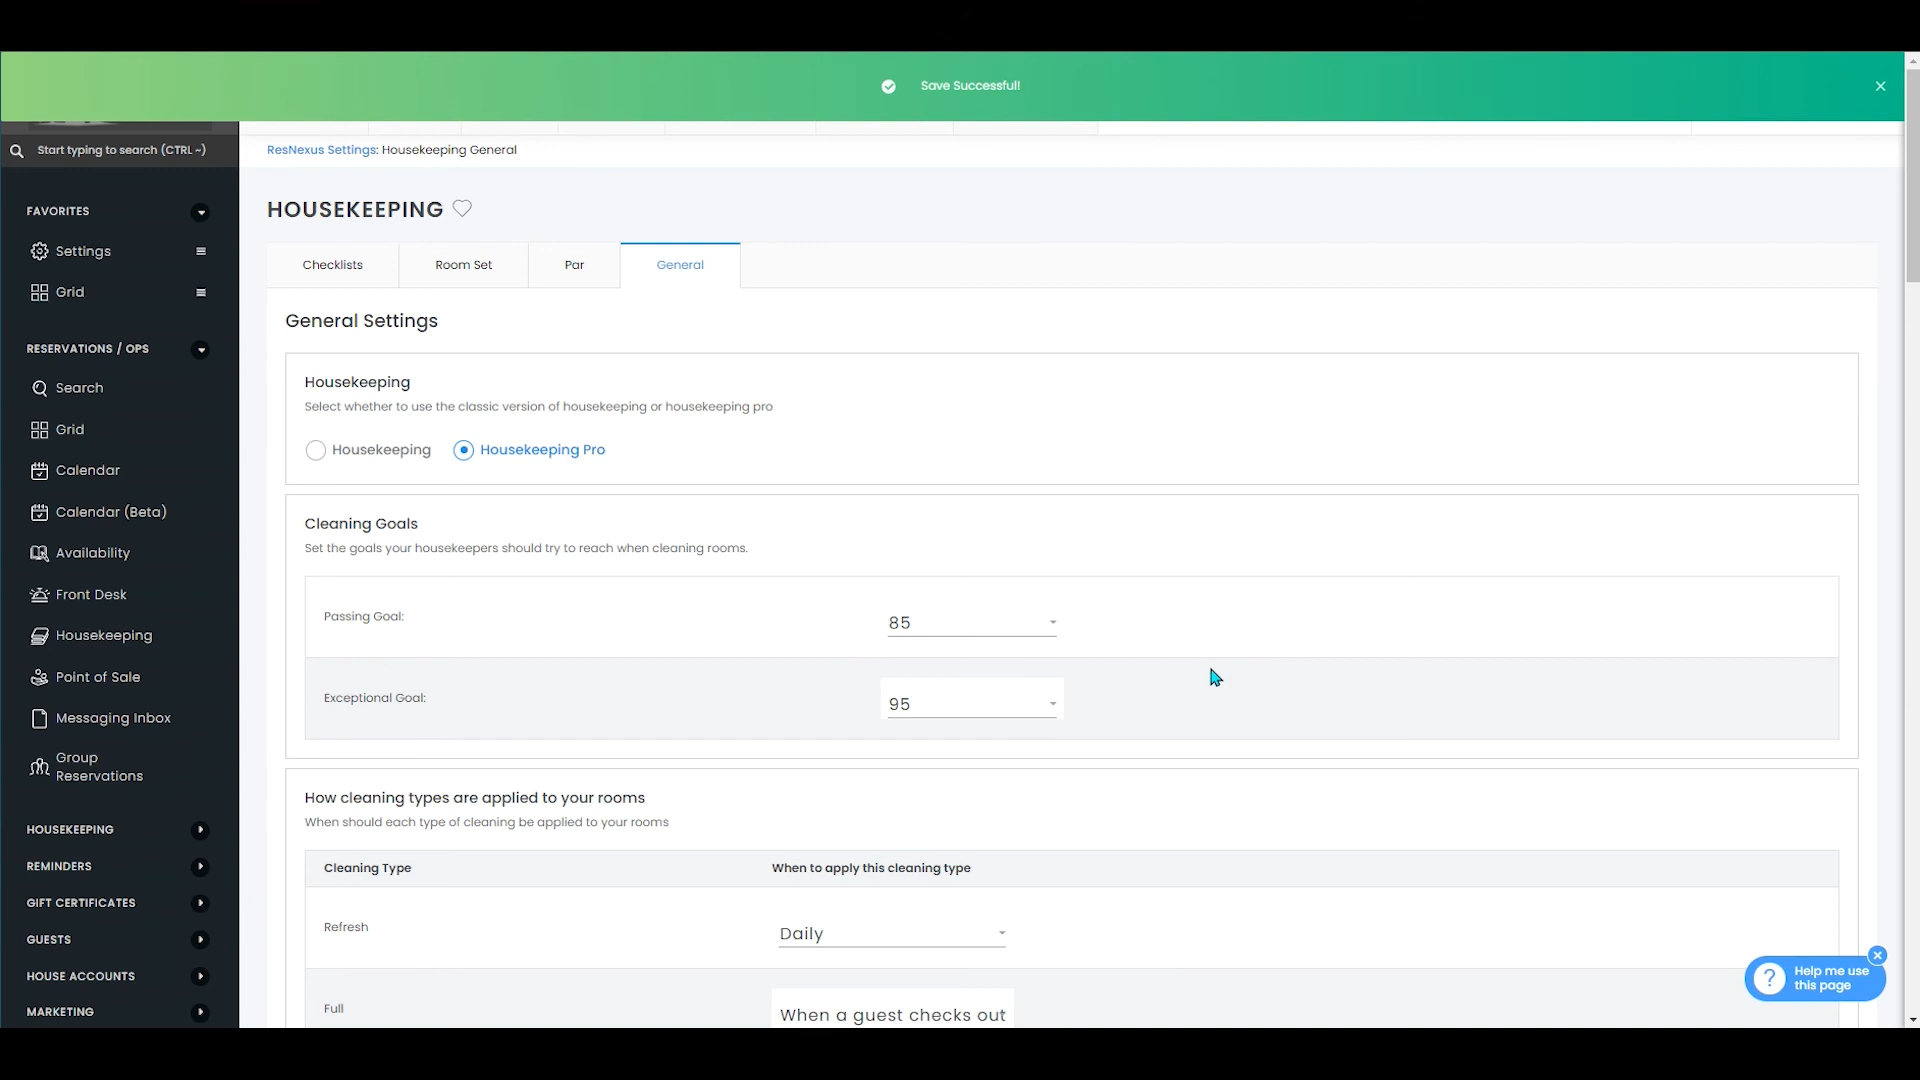 Save Successful!
Start typing to search (CTRL ~)
ResNexus Settings: Housekeeping General
FAVORITES
Settings
Grid
RESERVATIONS / OPS
Search
Grid
Calendar
Calendar (Beta)
Availability
Front Desk
Housekeeping
Point of Sale
Messaging Inbox
Group
Reservations
HOUSEKEEPING
REMINDERS
GIFT CERTIFICATES
GUESTS
HOUSE ACCOUNTS
MARKETING
HOUSEKEEPING
Checklists Room Set Par General
General Settings
Housekeeping
Select whether to use the classic version of housekeeping or housekeeping pro
Housekeeping Housekeeping Pro
Cleaning Goals
Set the goals your housekeepers should try to reach when cleaning rooms.
Passing Goal: 85
Exceptional Goal: 95
How cleaning types are applied to your rooms
When should each type of cleaning be applied to your rooms
Cleaning Type When to apply this cleaning type
Refresh Daily
Full When a guest checks out
? Help me use
this page